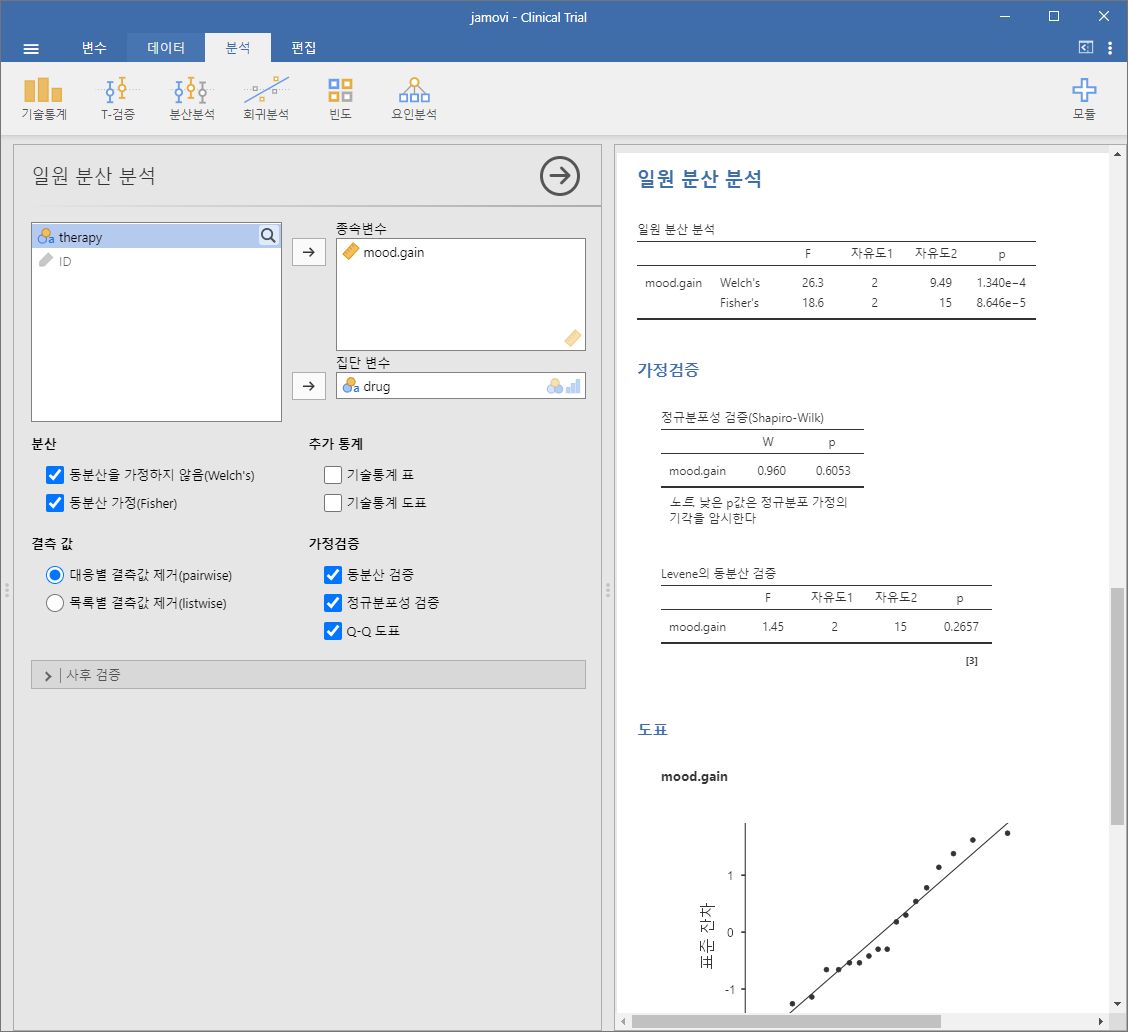 jamovi - Clinical Trial
변수 데이터 분석 편집
기술통계 T-검증 분산분석 회귀분석 빈도 요인분석 모듈
일원 분산 분석
therapy
ID
종속변수
mood.gain
집단 변수
drug
분산
등분산을 가정하지 않음(Welch's)
등분산 가정(Fisher)
추가 통계
기술통계 표
기술통계 도표
결측 값
대응별 결측값 제거(pairwise)
목록별 결측값 제거(listwise)
가정검증
동분산 검증
정규분포성 검증
Q-Q 도표
사후 검증
일원 분산 분석
일원 분산 분석
F 자유도1 자유도2 p
mood.gain Welch's 26.3 2 9.49 1.340e−4
Fisher's 18.6 2 15 8.646e−5
가정검증
정규분포성 검증(Shapiro-Wilk)
W p
mood.gain 0.960 0.6053
노트. 낮은 p값은 정규분포 가정의
기각을 암시한다
Levene의 동분산 검증
F 자유도1 자유도2 p
mood.gain 1.45 2 15 0.2657
[3]
도표
mood.gain
표준 잔차
1
0
-1